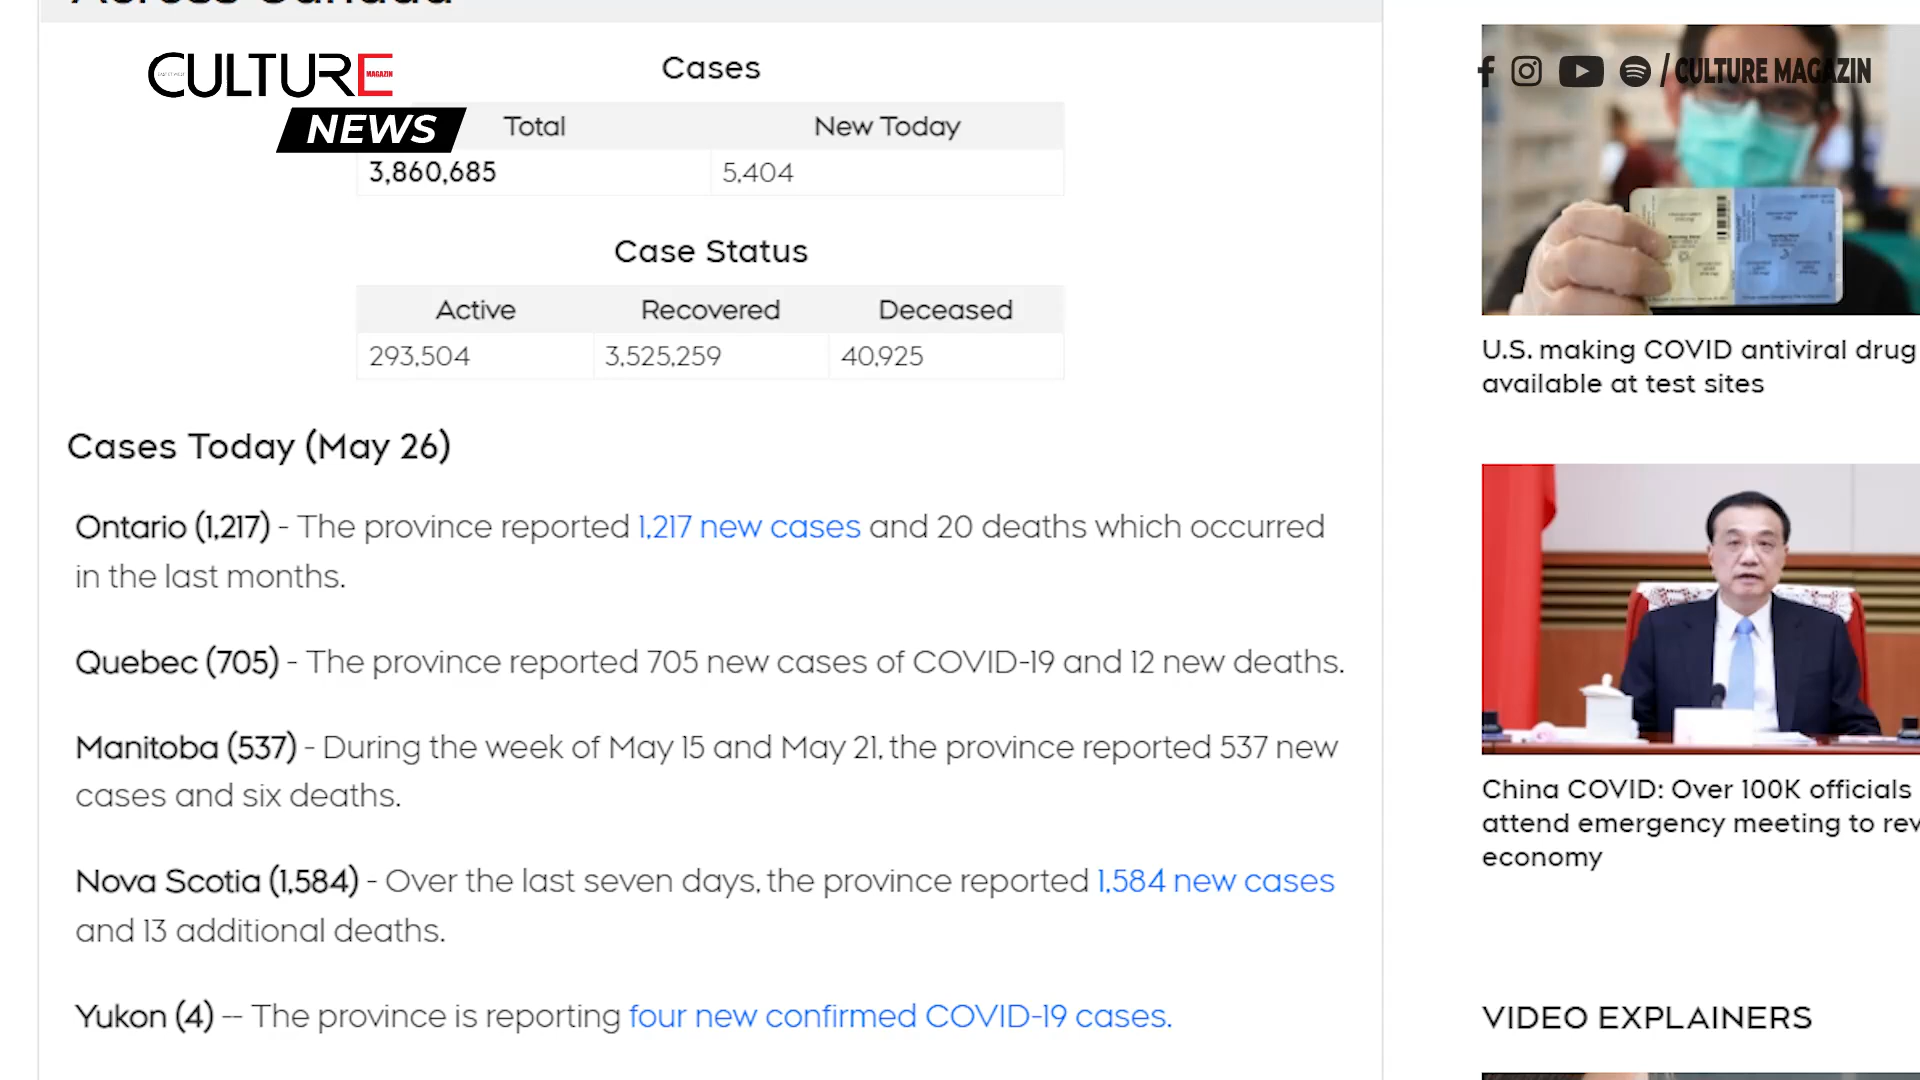 Across Canada
CULTURE
MAGAZIN
NEWS
Cases
Total New Today
3,860,685 5,404
Case Status
Active Recovered Deceased
293,504 3,525,259 40,925
Cases Today (May 26)
Ontario (1,217) - The province reported 1,217 new cases and 20 deaths which occurred
in the last months.
Quebec (705) - The province reported 705 new cases of COVID-19 and 12 new deaths.
Manitoba (537) - During the week of May 15 and May 21, the province reported 537 new
cases and six deaths.
Nova Scotia (1,584) - Over the last seven days, the province reported 1,584 new cases
and 13 additional deaths.
Yukon (4) -- The province is reporting four new confirmed COVID-19 cases.
/ CULTURE MAGAZIN
U.S. making COVID antiviral drug
available at test sites
China COVID: Over 100K officials
attend emergency meeting to rev
economy
VIDEO EXPLAINERS